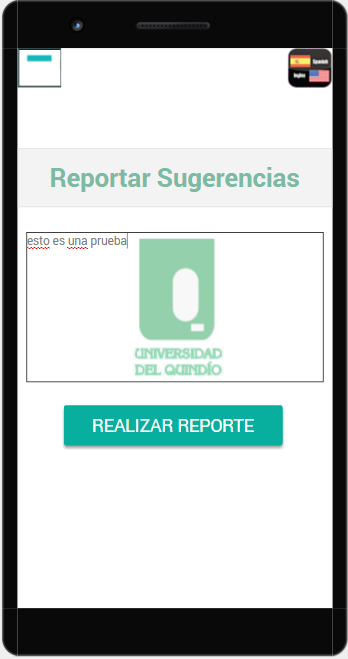 Spanish
Ingles
Reportar Sugerencias
esto es una prueba
UNIVERSIDAD
DEL QUINDÍO
REALIZAR REPORTE